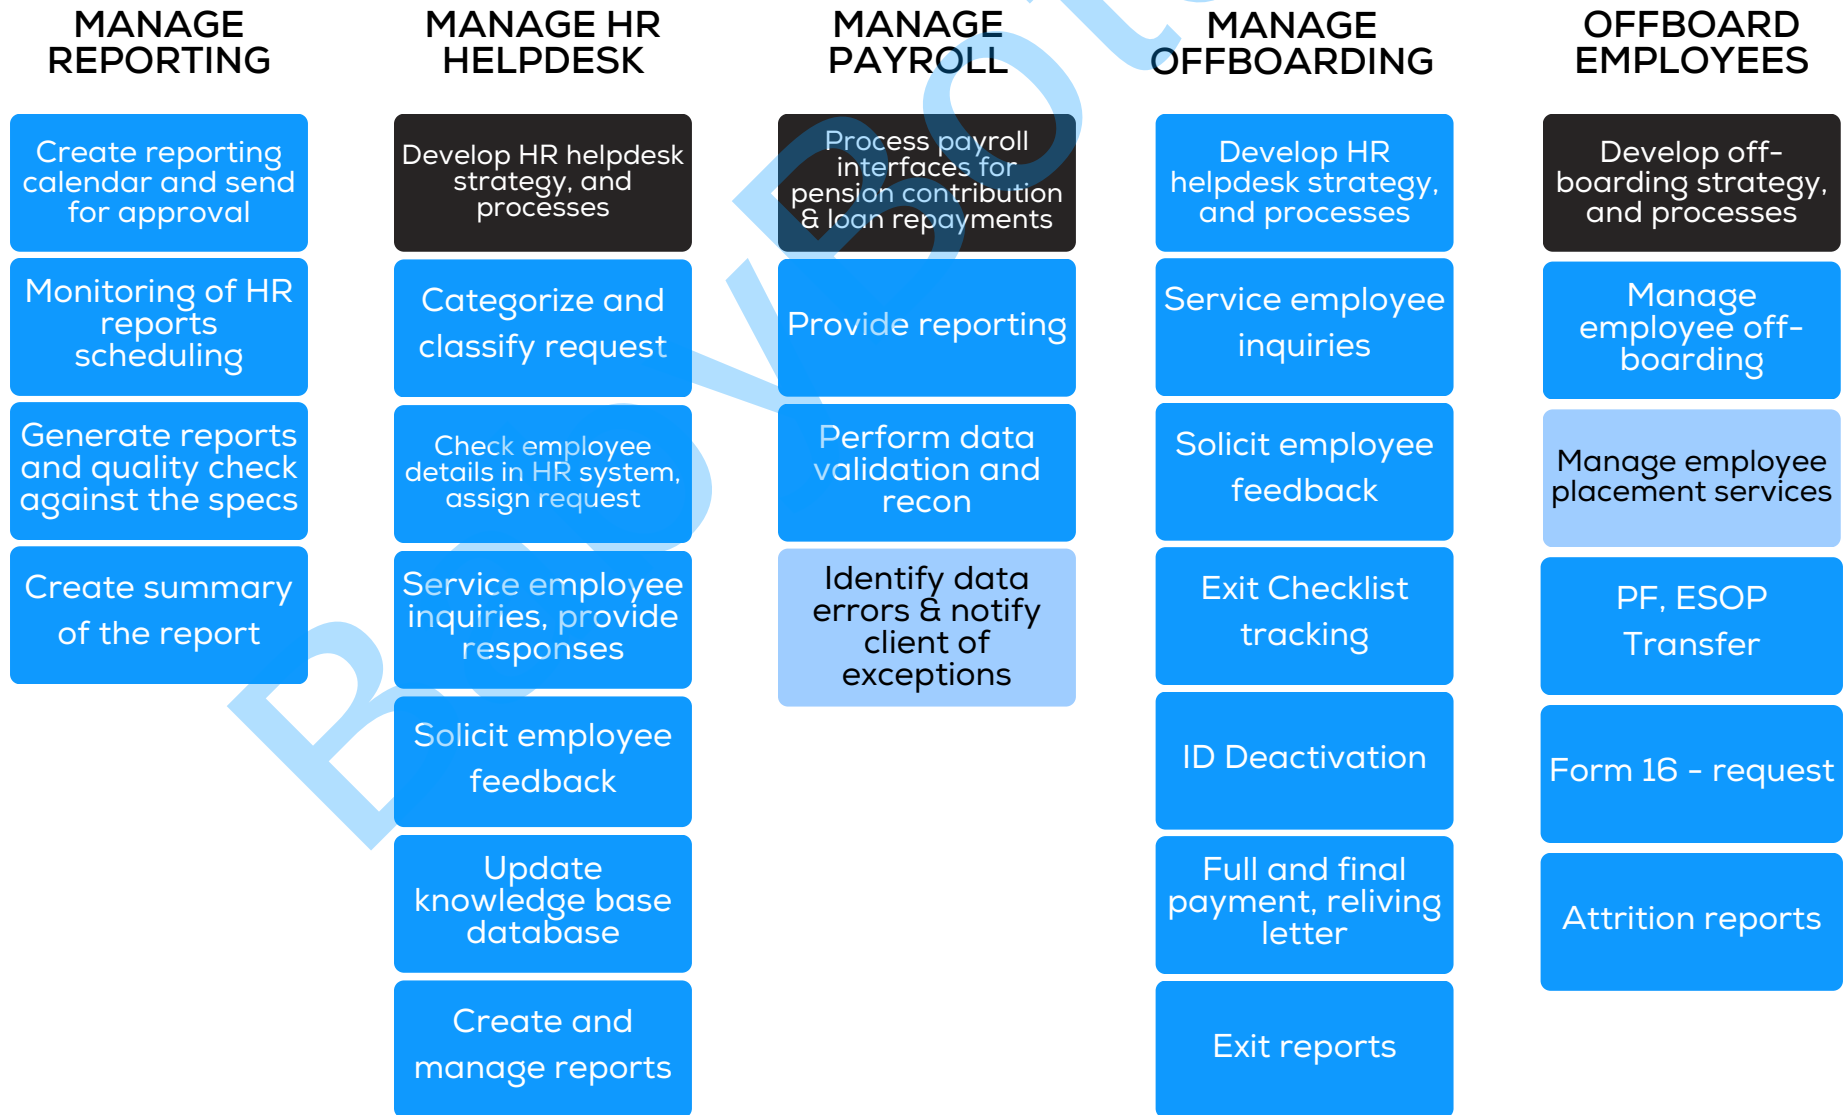 MANAGE
REPORTING
Create reporting
calendar and send
for approval
Monitoring of HR
reports
scheduling
Generate reports
and quality check
against the specs
Create summary
of the report
MANAGE HR
HELPDESK
Develop HR helpdesk
strategy, and
processes
Categorize and
classify request
Check employee
details in HR system,
assign request
Service employee
inquiries, provide
responses
Solicit employee
feedback
Update
knowledge base
database
Create and
manage reports
MANAGE
PAYROLL
Process payroll
interfaces for
pension contribution
& loan repayments
Provide reporting
Perform data
validation and
recon
Identify data
errors & notify
client of
exceptions
MANAGE
OFFBOARDING
Develop HR
helpdesk strategy,
and processes
Service employee
inquiries
Solicit employee
feedback
Exit Checklist
tracking
ID Deactivation
Full and final
payment, reliving
letter
Exit reports
OFFBOARD
EMPLOYEES
Develop off-
boarding strategy,
and processes
Manage
employee off-
boarding
Manage employee
placement services
PF, ESOP
Transfer
Form 16 - request
Attrition reports